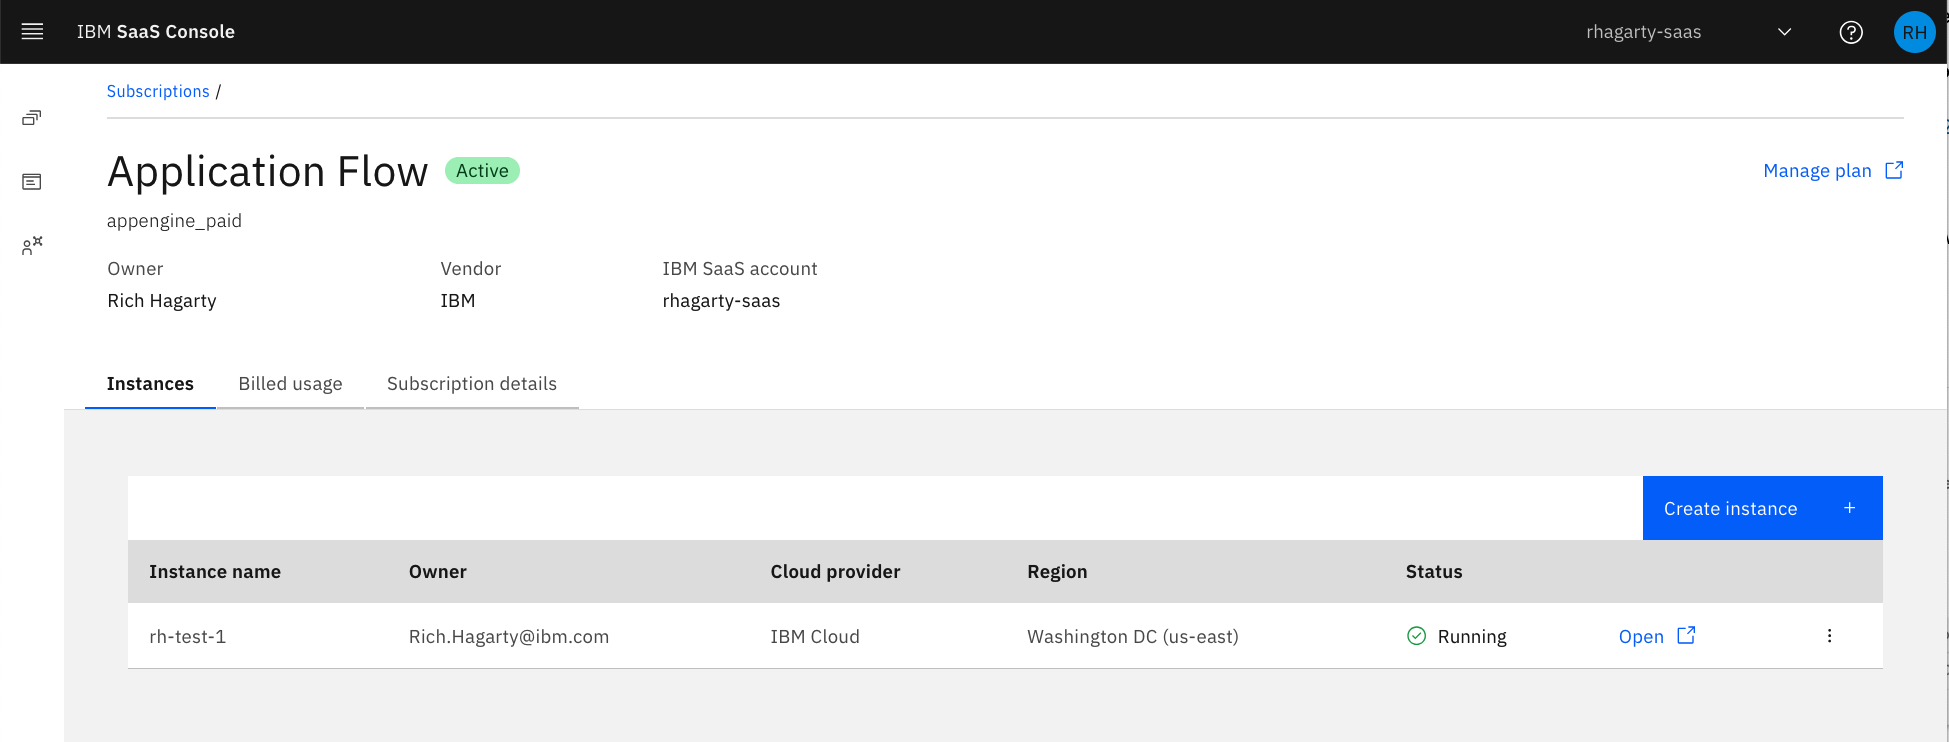 IBM SaaS Console
rhagarty-saas
RH
Subscriptions /
Application Flow
Active
Manage plan
appengine_paid
Owner
Vendor
IBM SaaS account
Rich Hagarty
IBM
rhagarty-saas
Instances
Billed usage
Subscription details
Create instance +
Instance name
Owner
Cloud provider
Region
Status
rh-test-1
Rich.Hagarty@ibm.com
IBM Cloud
Washington DC (us-east)
Running
Open